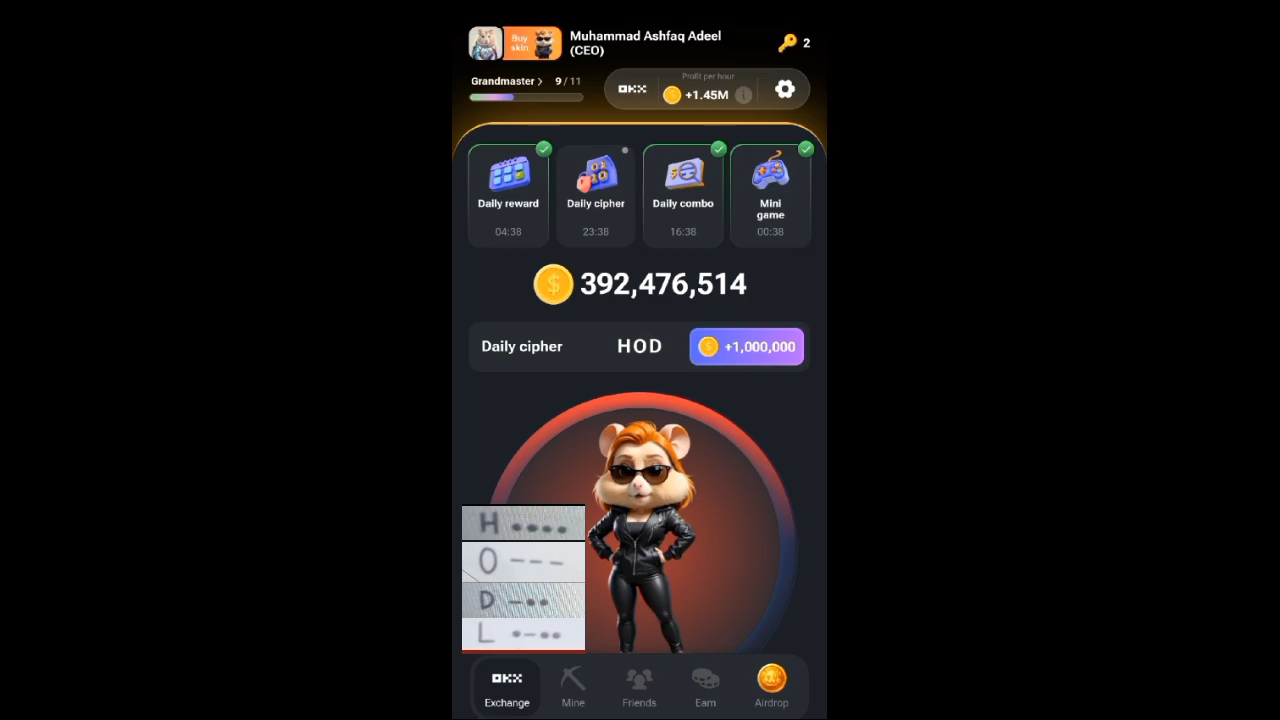 Buy
skin
Muhammad Ashfaq Adeel
(CEO)
2
Grandmaster
9 / 11
Profit per hour
+1.45M
Daily reward
04:38
Daily cipher
23:38
Daily combo
16:38
Mini
game
00:38
392,476,514
Daily cipher HOD +1,000,000
H ••••
O ---
D -••
L •-••
Exchange
Mine
Friends
Earn
Airdrop